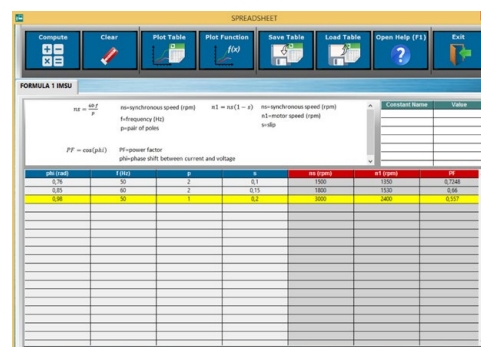 SPREADSHEET
Compute Clear Plot Table Plot Function Save Table Load Table Open Help (F1) Exit
f(x)
FORMULA 1 IMSU
ns = 60·f / p
ns=synchronous speed (rpm)
f=frequency (Hz)
p=pair of poles
n1 = ns(1 − s)
ns=synchronous speed (rpm)
n1=motor speed (rpm)
s=slip
PF = cos(phi)
PF=power factor
phi=phase shift between current and voltage
Constant Name Value
phi (rad) f (Hz) p s ns (rpm) n1 (rpm) PF
0,76 50 2 0,1 1500 1350 0,7248
0,85 60 2 0,15 1800 1530 0,66
0,98 50 1 0,2 3000 2400 0,557